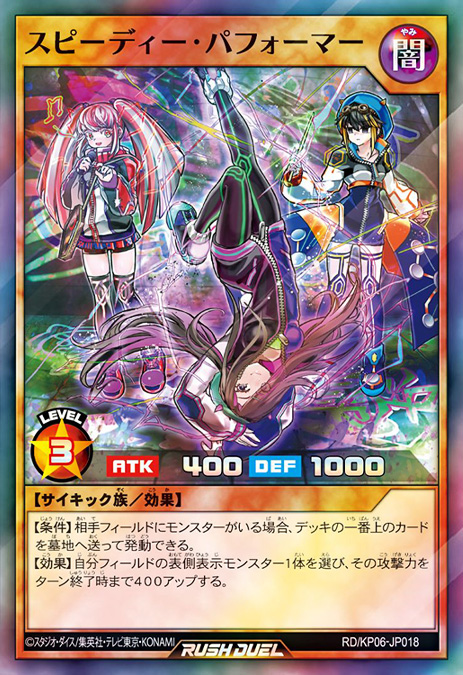 スピーディー・パフォーマー
やみ
闇
LEVEL
3
ATK 400 DEF 1000
【サイキック族／効果】
【条件】相手フィールドにモンスターがいる場合、デッキの一番上のカード
を墓地へ送って発動できる。
【効果】自分フィールドの表側表示モンスター1体を選び、その攻撃力を
ターン終了時まで400アップする。
©スタジオ・ダイス/集英社・テレビ東京・KONAMI
RUSH DUEL
RD/KP06-JP018